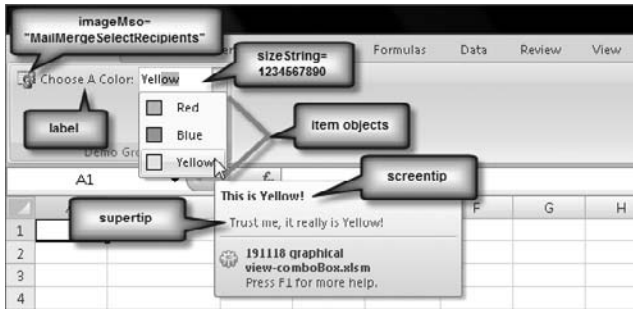 imageMso=
"MailMergeSelectRecipients"
sizeString=
1234567890
Formulas Data Review View
Choose A Color: Yellow
label
Red
Blue
Yellow
item objects
Demo Gro
A1
screentip
This is Yellow!
supertip
Trust me, it really is Yellow!
F G H
1
2
3
4
191118 graphical
view-comboBox.xlsm
Press F1 for more help.